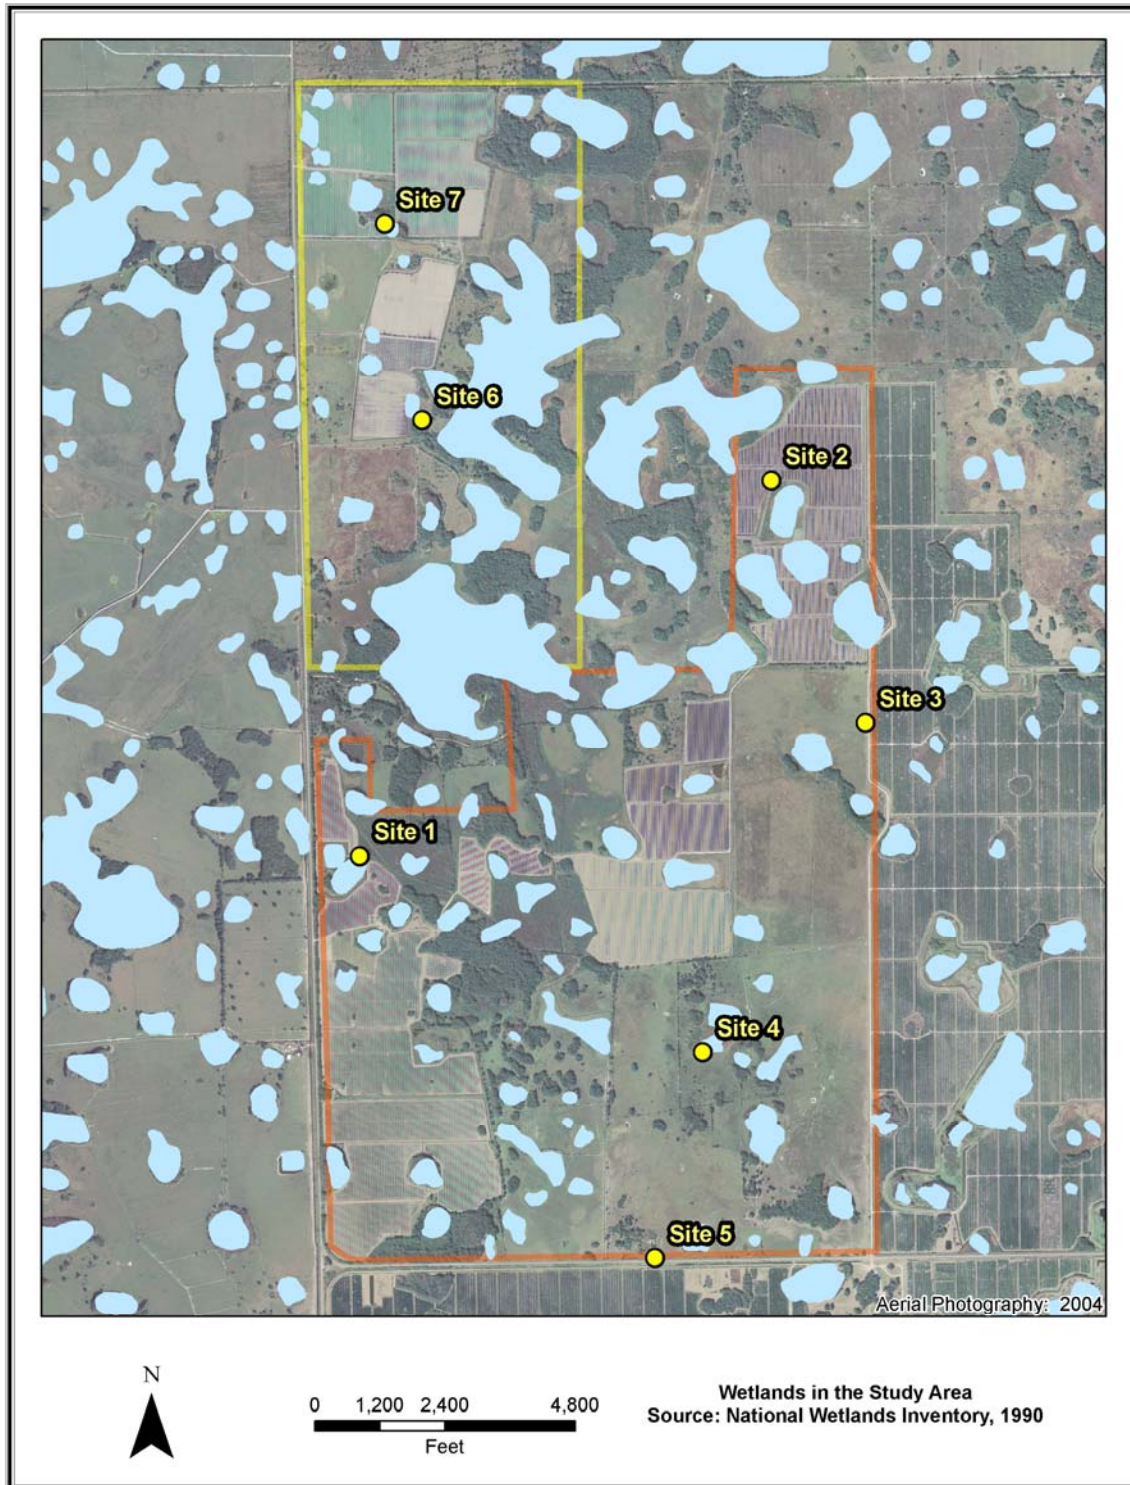 Site 7
Site 6
Site 2
Site 3
Site 1
Site 4
Site 5
Aerial Photography: 2004
N
0 1,200 2,400 4,800
Feet
Wetlands in the Study Area
Source: National Wetlands Inventory, 1990